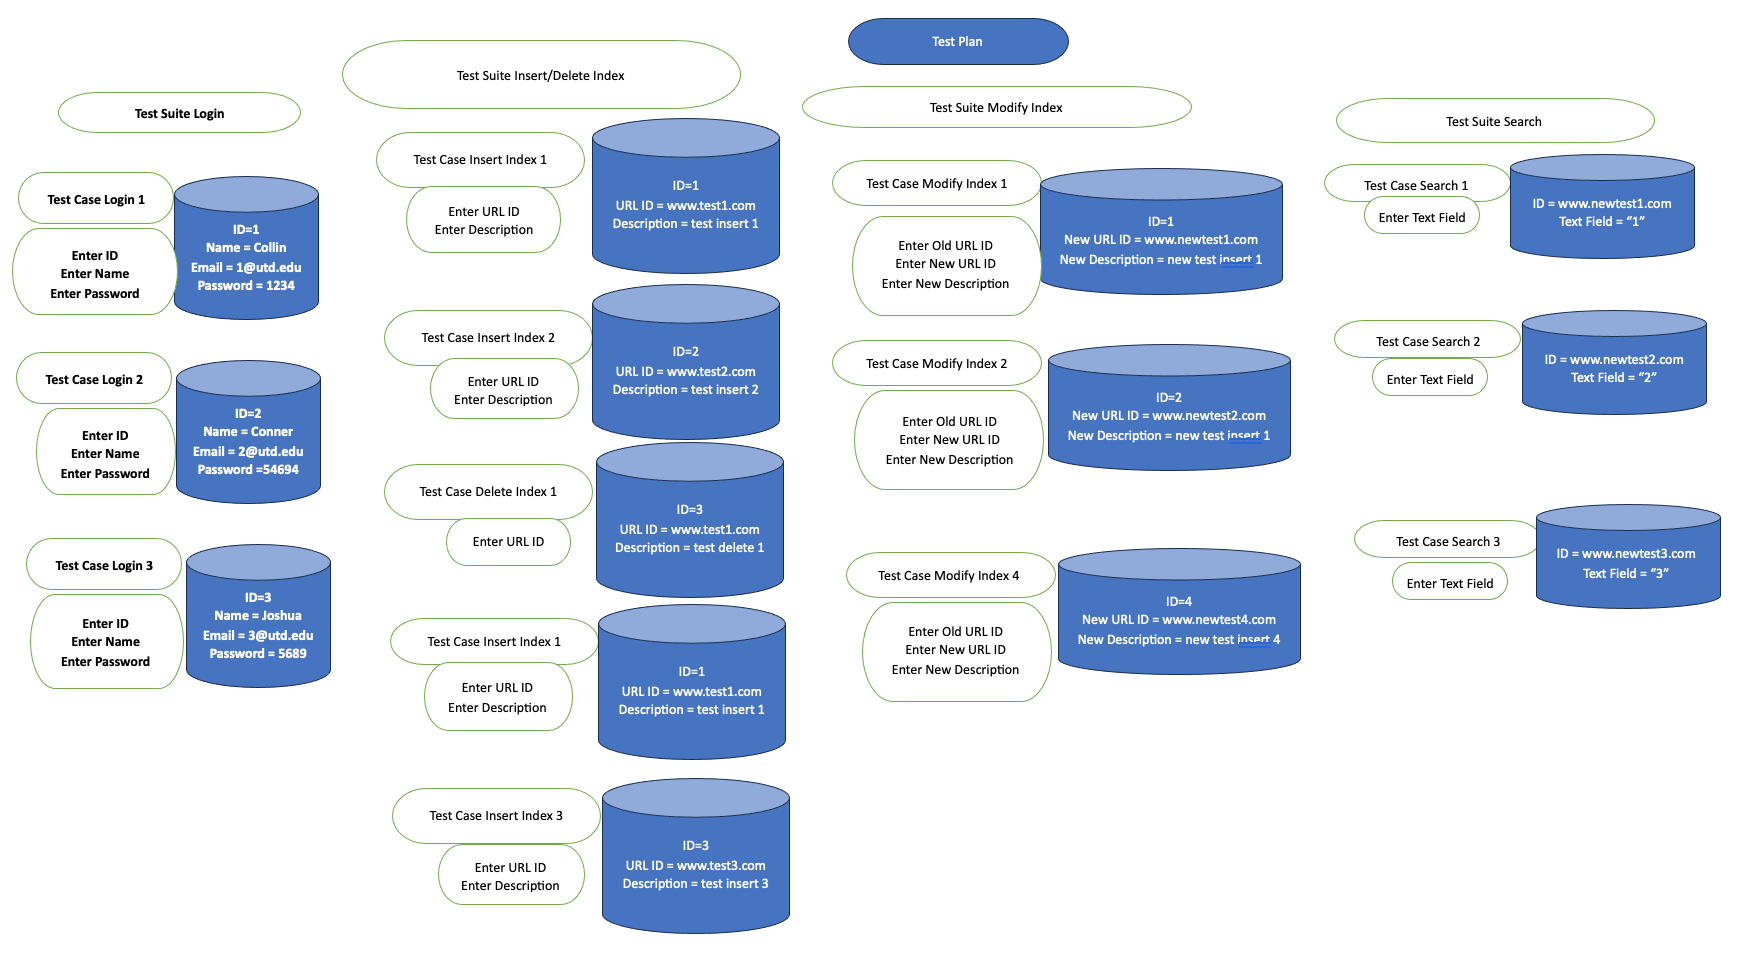 Test Plan
Test Suite Login
Test Case Login 1
Enter ID
Enter Name
Enter Password
ID=1
Name = Collin
Email = 1@utd.edu
Password = 1234
Test Case Login 2
Enter ID
Enter Name
Enter Password
ID=2
Name = Conner
Email = 2@utd.edu
Password =54694
Test Case Login 3
Enter ID
Enter Name
Enter Password
ID=3
Name = Joshua
Email = 3@utd.edu
Password = 5689
Test Suite Insert/Delete Index
Test Case Insert Index 1
Enter URL ID
Enter Description
ID=1
URL ID = www.test1.com
Description = test insert 1
Test Case Insert Index 2
Enter URL ID
Enter Description
ID=2
URL ID = www.test2.com
Description = test insert 2
Test Case Delete Index 1
Enter URL ID
ID=3
URL ID = www.test1.com
Description = test delete 1
Test Case Insert Index 1
Enter URL ID
Enter Description
ID=1
URL ID = www.test1.com
Description = test insert 1
Test Case Insert Index 3
Enter URL ID
Enter Description
ID=3
URL ID = www.test3.com
Description = test insert 3
Test Suite Modify Index
Test Case Modify Index 1
Enter Old URL ID
Enter New URL ID
Enter New Description
ID=1
New URL ID = www.newtest1.com
New Description = new test insert 1
Test Case Modify Index 2
Enter Old URL ID
Enter New URL ID
Enter New Description
ID=2
New URL ID = www.newtest2.com
New Description = new test insert 1
Test Case Modify Index 4
Enter Old URL ID
Enter New URL ID
Enter New Description
ID=4
New URL ID = www.newtest4.com
New Description = new test insert 4
Test Suite Search
Test Case Search 1
Enter Text Field
ID = www.newtest1.com
Text Field = “1”
Test Case Search 2
Enter Text Field
ID = www.newtest2.com
Text Field = “2”
Test Case Search 3
Enter Text Field
ID = www.newtest3.com
Text Field = “3”